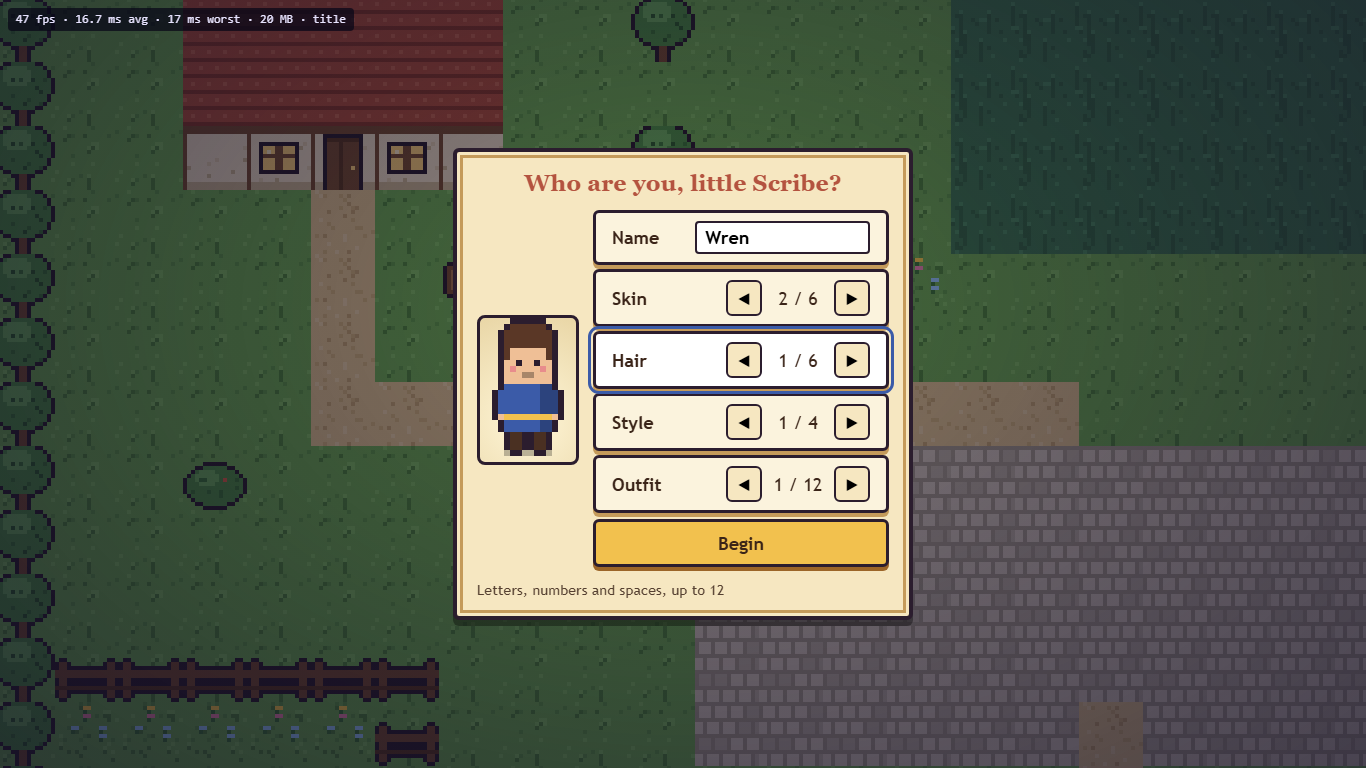 47 fps · 16.7 ms avg · 17 ms worst · 20 MB · title
Who are you, little Scribe?
Name Wren
Skin ◄ 2 / 6 ►
Hair ◄ 1 / 6 ►
Style ◄ 1 / 4 ►
Outfit ◄ 1 / 12 ►
Begin
Letters, numbers and spaces, up to 12